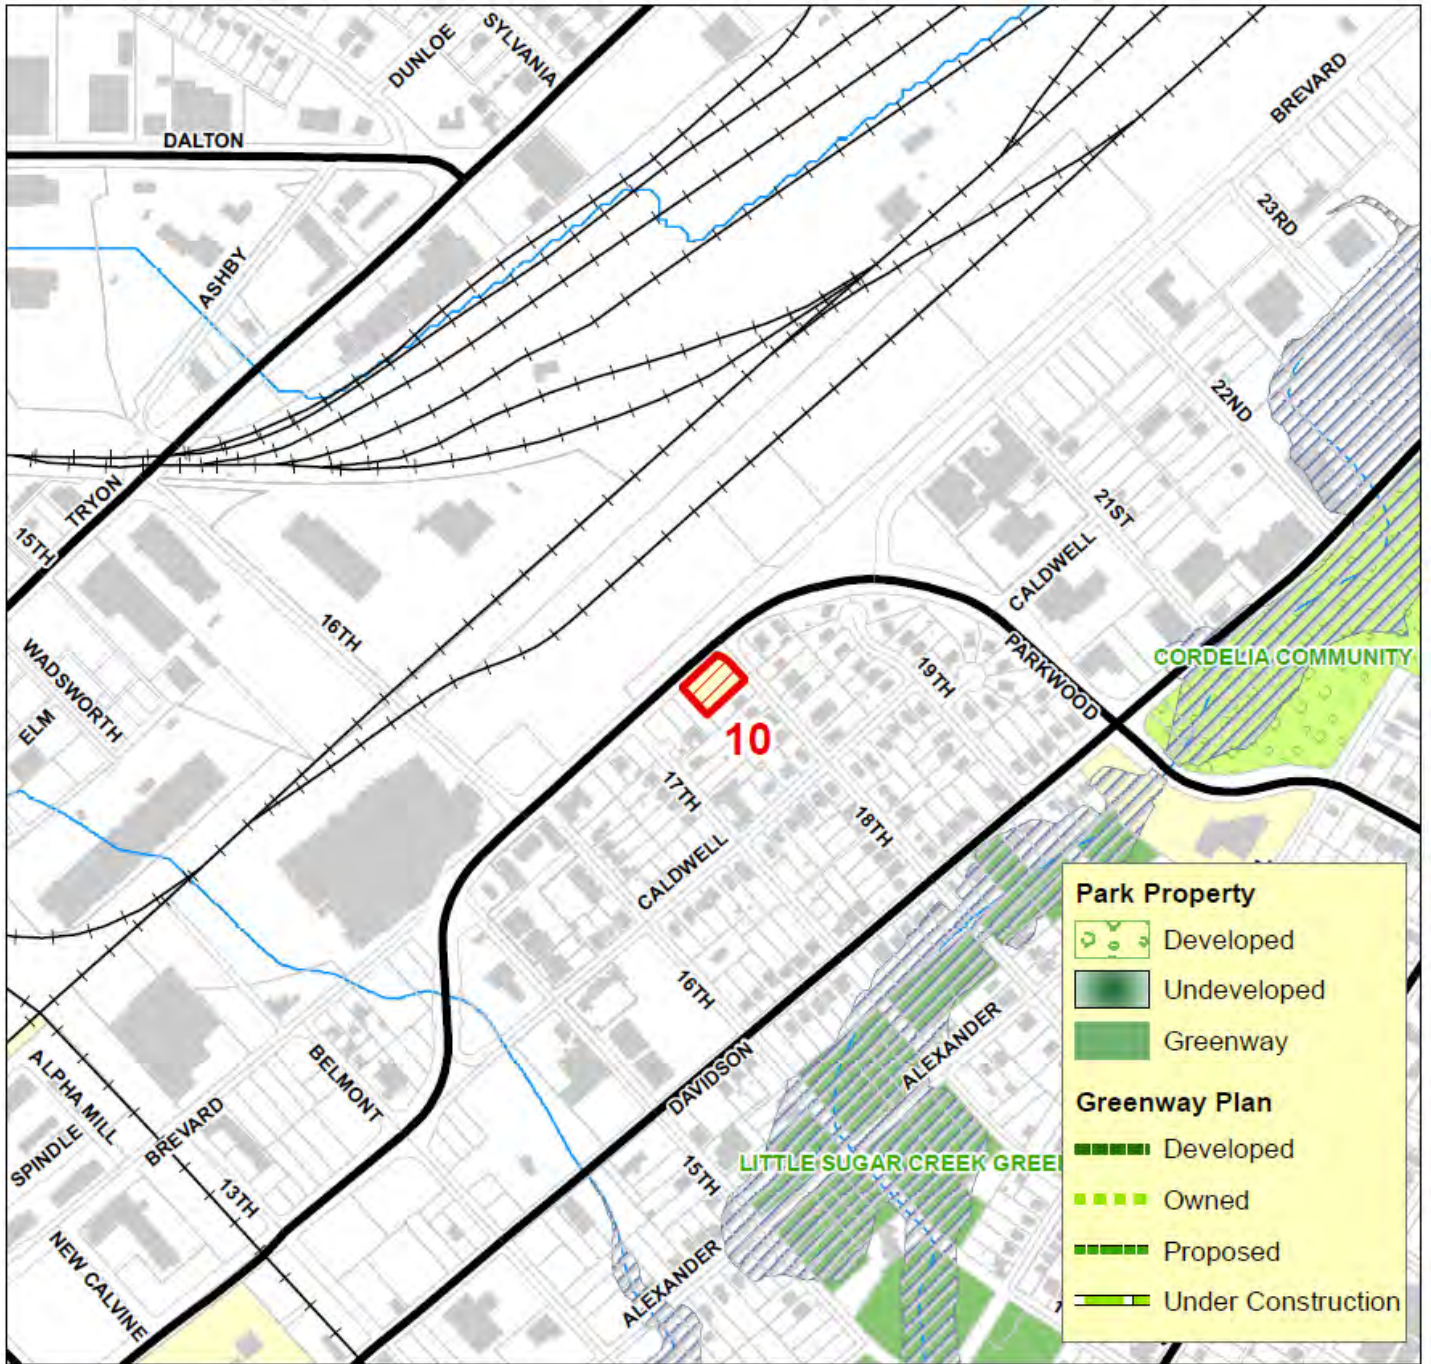 SYLVANIA
DUNLOE
BREVARD
DALTON
23RD
ASHBY
22ND
TRYON
21ST
15TH
CALDWELL
16TH
PARKWOOD
CORDELIA COMMUNITY
WADSWORTH
19TH
ELM
10
17TH
18TH
CALDWELL
16TH
ALEXANDER
BELMONT
DAVIDSON
ALPHA MILL
BREVARD
SPINDLE
15TH
LITTLE SUGAR CREEK GREE
13TH
NEW CALVINE
ALEXANDER
Park Property
Developed
Undeveloped
Greenway
Greenway Plan
Developed
Owned
Proposed
Under Construction